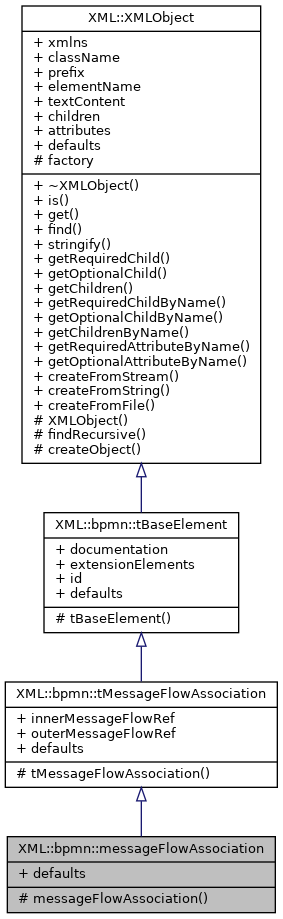 XML::XMLObject
+ xmlns
+ className
+ prefix
+ elementName
+ textContent
+ children
+ attributes
+ defaults
# factory
+ ~XMLObject()
+ is()
+ get()
+ find()
+ stringify()
+ getRequiredChild()
+ getOptionalChild()
+ getChildren()
+ getRequiredChildByName()
+ getOptionalChildByName()
+ getChildrenByName()
+ getRequiredAttributeByName()
+ getOptionalAttributeByName()
+ createFromStream()
+ createFromString()
+ createFromFile()
# XMLObject()
# findRecursive()
# createObject()
XML::bpmn::tBaseElement
+ documentation
+ extensionElements
+ id
+ defaults
# tBaseElement()
XML::bpmn::tMessageFlowAssociation
+ innerMessageFlowRef
+ outerMessageFlowRef
+ defaults
# tMessageFlowAssociation()
XML::bpmn::messageFlowAssociation
+ defaults
# messageFlowAssociation()